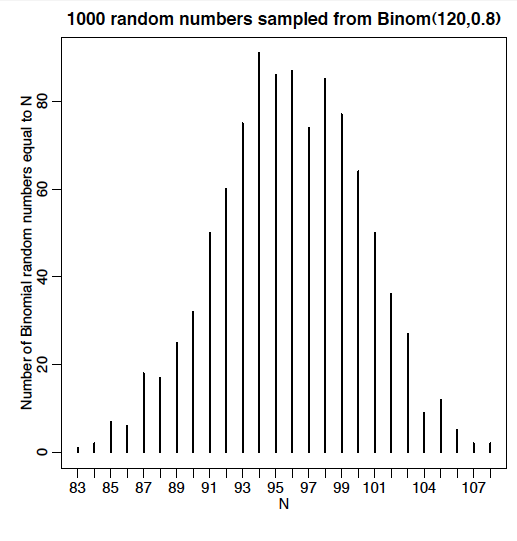 1000 random numbers sampled from Binom(120,0.8)
Number of Binomial random numbers equal to N
80
60
40
20
0
83 85 87 89 91 93 95 97 99 101 104 107
N